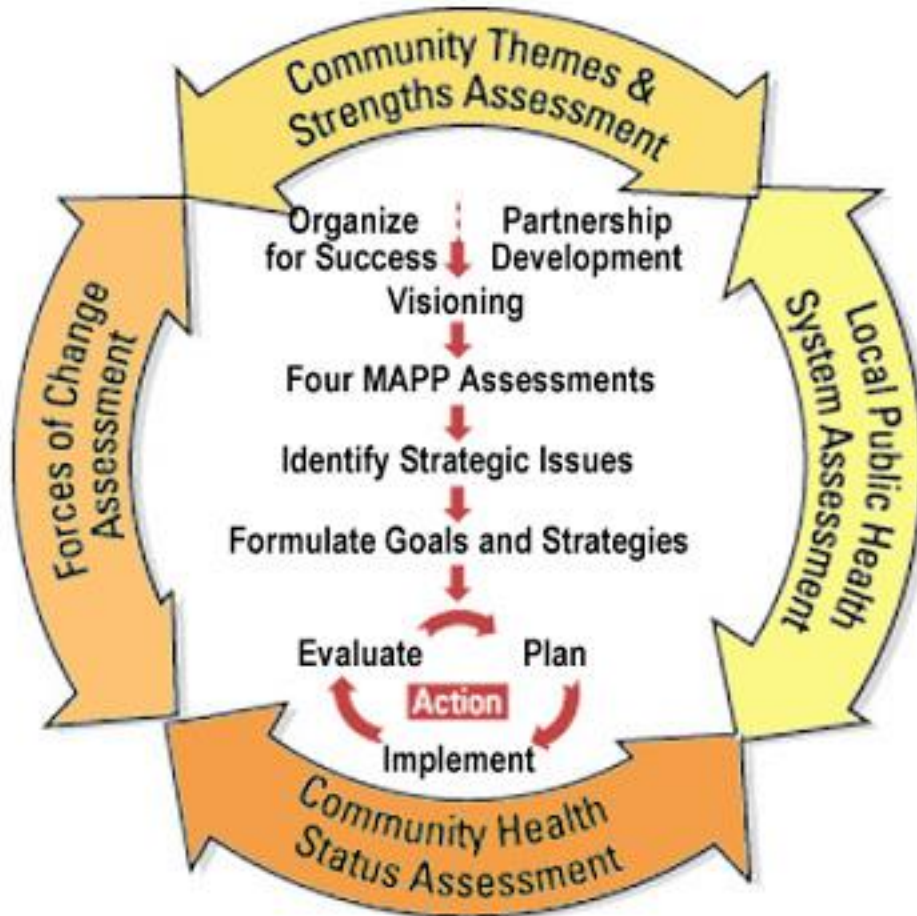 Community Themes &
Strengths Assessment
Organize
for Success
Partnership
Development
Visioning
Four MAPP Assessments
Identify Strategic Issues
Formulate Goals and Strategies
Evaluate
Plan
Action
Implement
Forces of Change
Assessment
Local Public Health
System Assessment
Community Health
Status Assessment